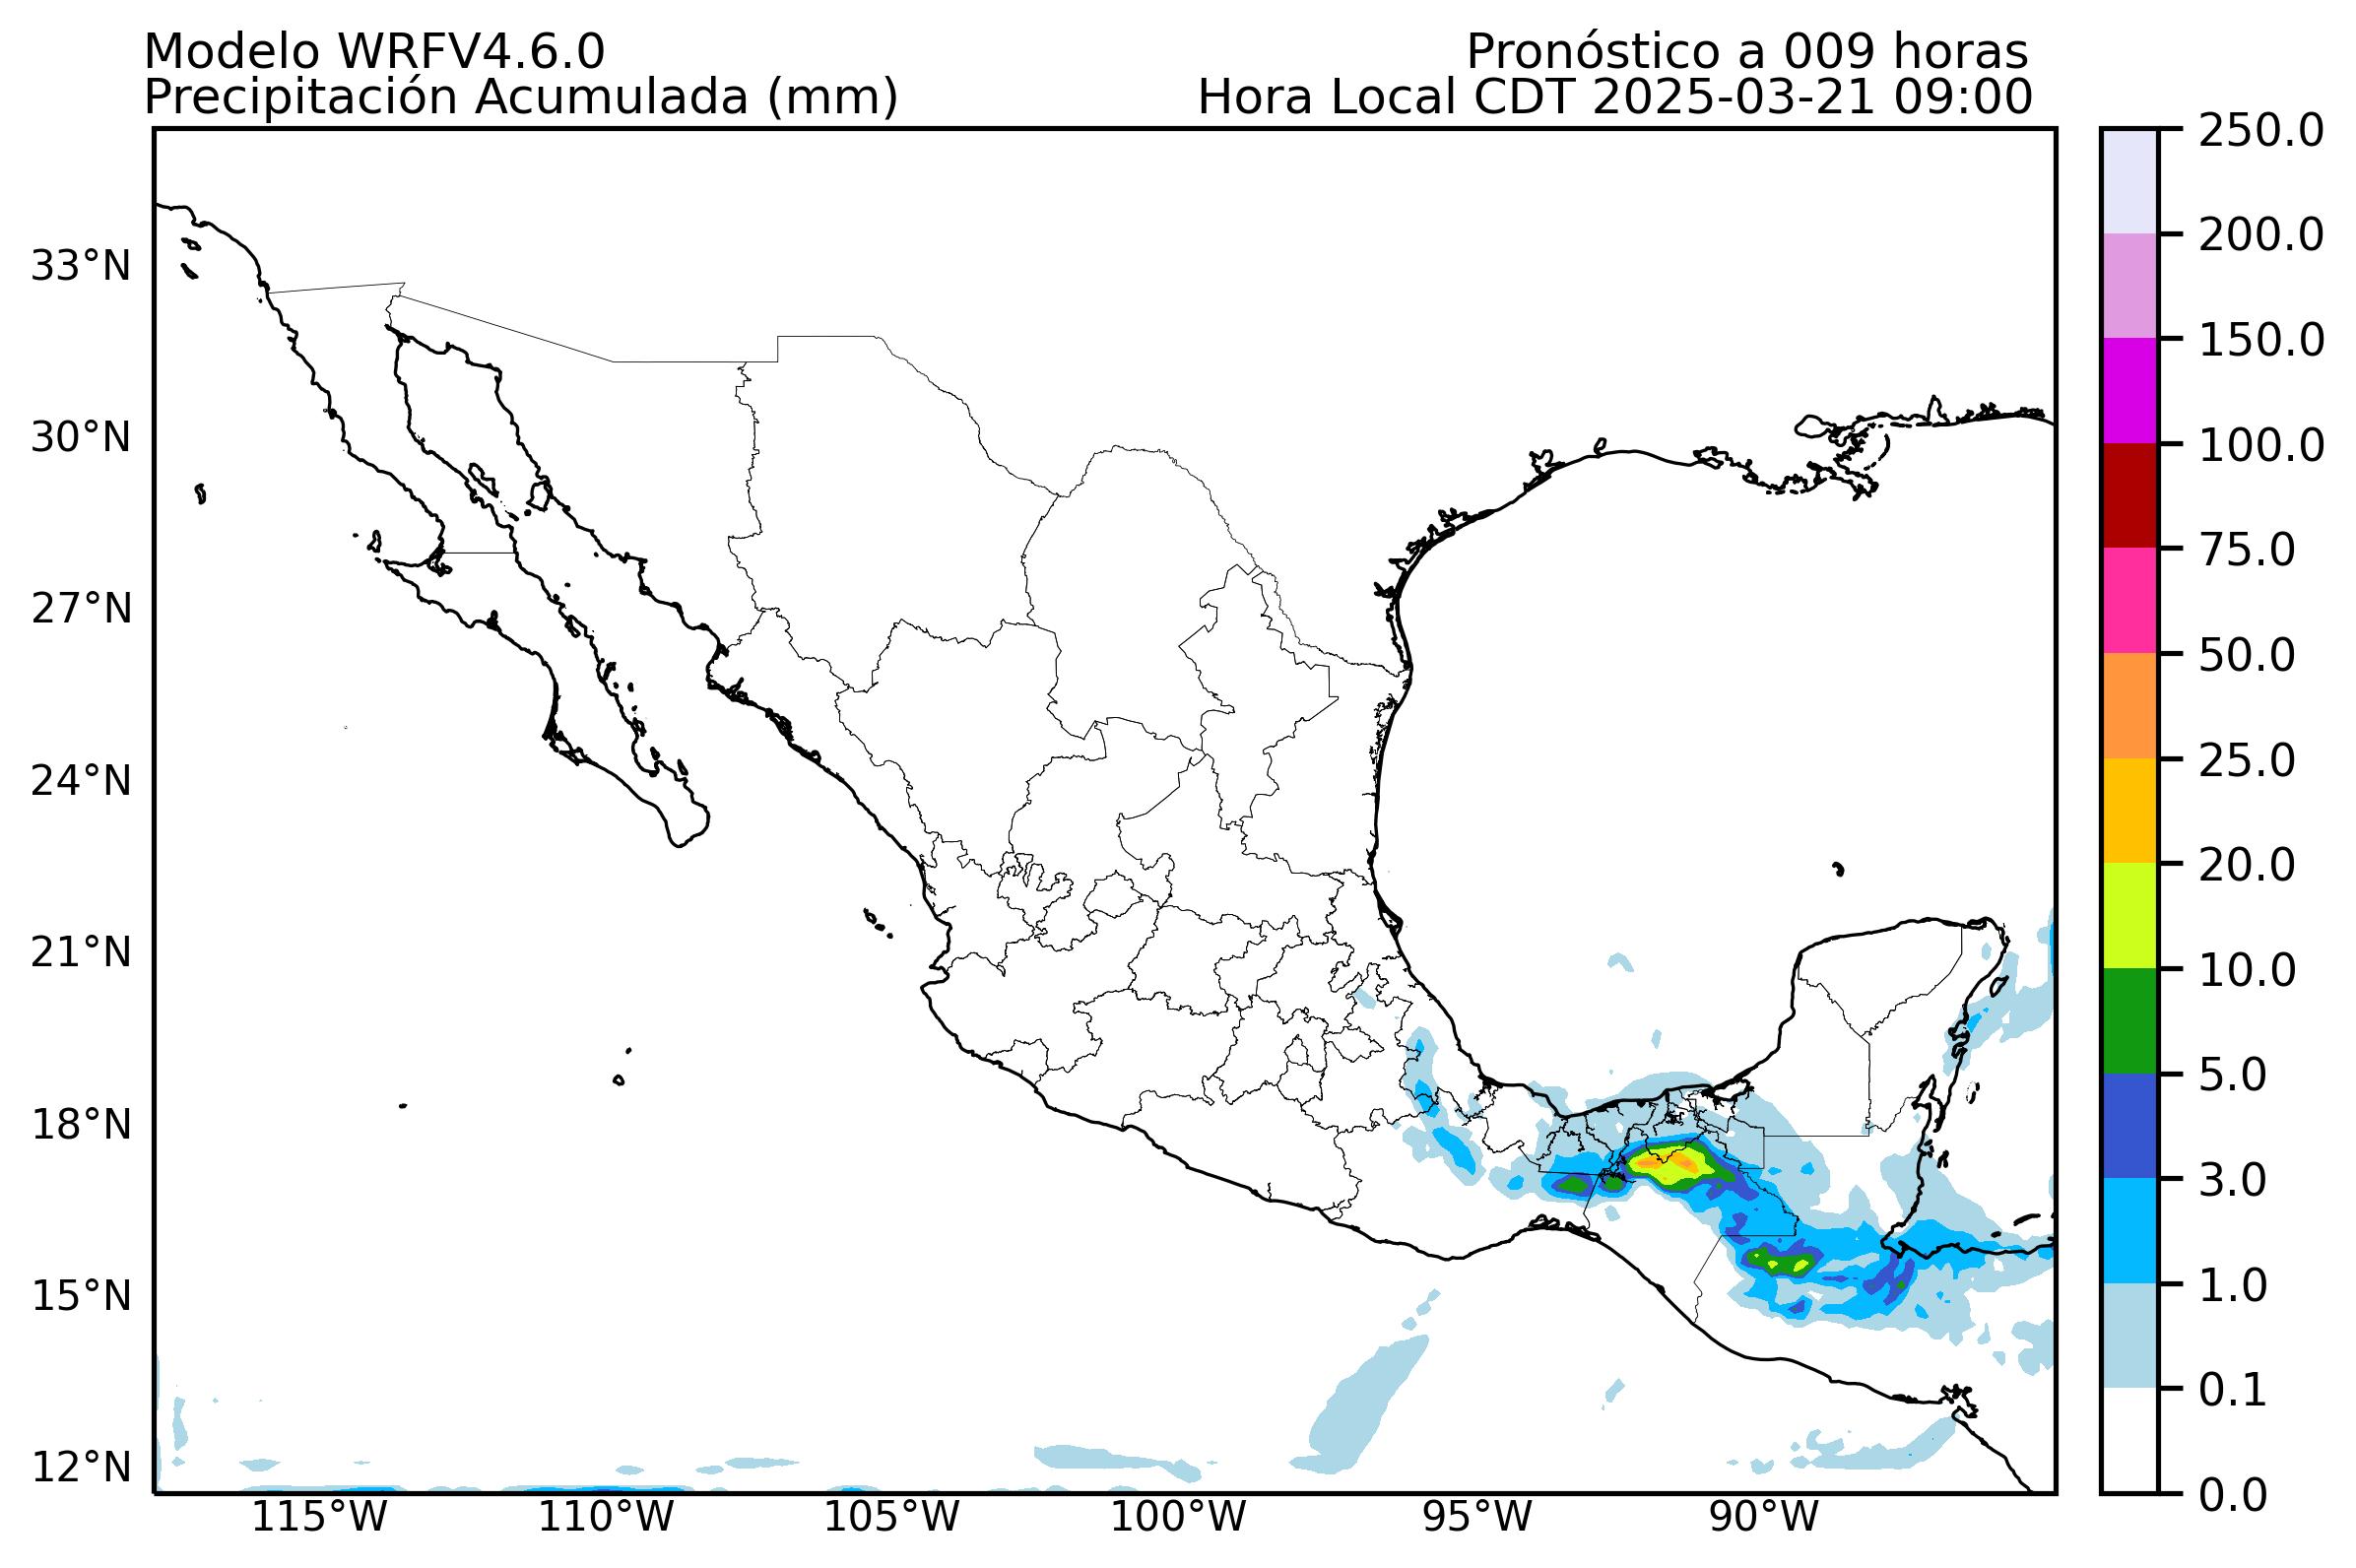 Modelo WRFV4.6.0
Pronóstico a 009 horas
Precipitación Acumulada (mm)
Hora Local CDT 2025-03-21 09:00
33°N
30°N
27°N
24°N
21°N
18°N
15°N
12°N
115°W
110°W
105°W
100°W
95°W
90°W
250.0
200.0
150.0
100.0
75.0
50.0
25.0
20.0
10.0
5.0
3.0
1.0
0.1
0.0